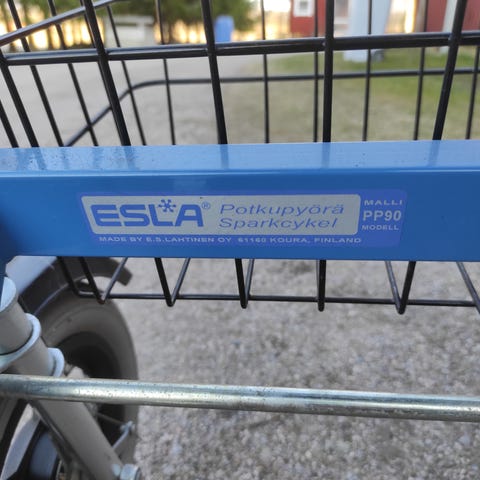 ESLA® Potkupyörä
Sparkcykel
MALLI
PP90
MODELL
MADE BY E.S.LAHTINEN OY 61160 KOURA, FINLAND